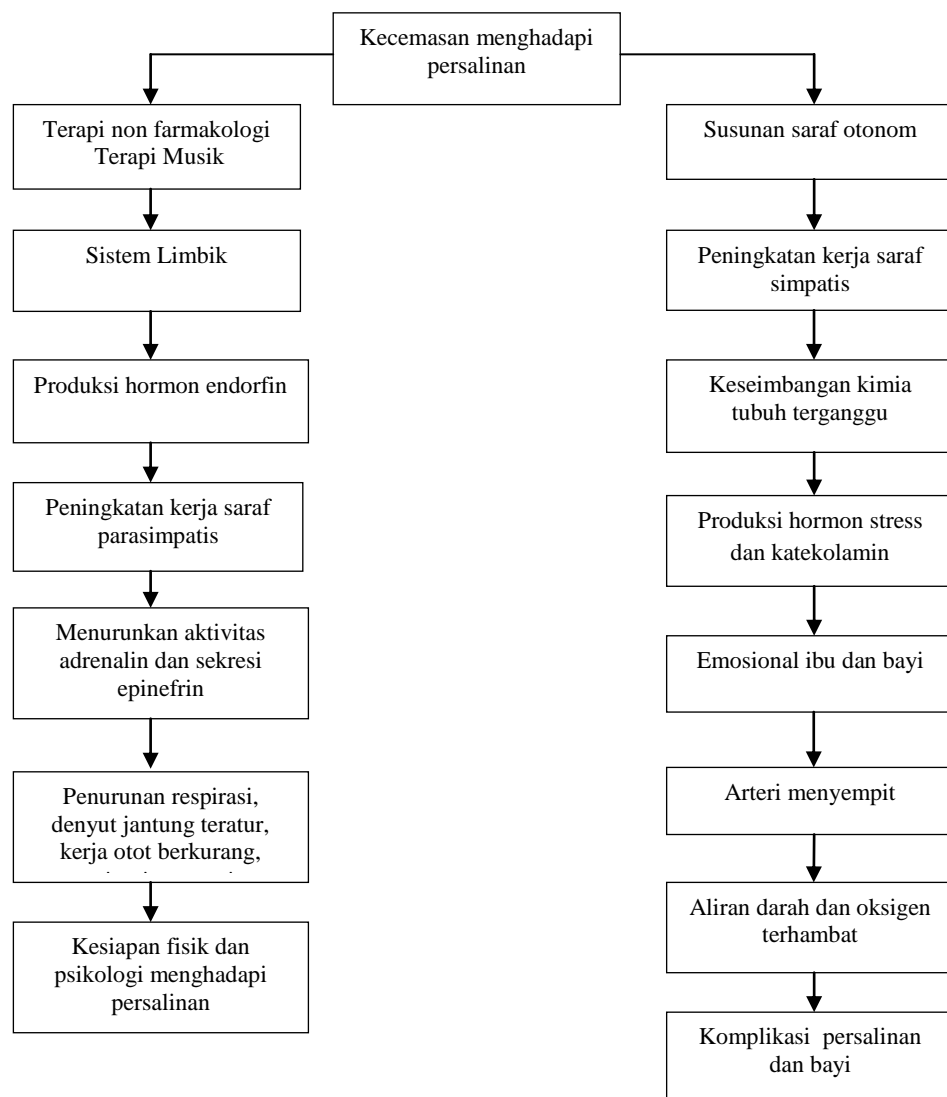 Kecemasan menghadapi
persalinan
Terapi non farmakologi
Terapi Musik
Sistem Limbik
Produksi hormon endorfin
Peningkatan kerja saraf
parasimpatis
Menurunkan aktivitas
adrenalin dan sekresi
epinefrin
Penurunan respirasi,
denyut jantung teratur,
kerja otot berkurang,
Kesiapan fisik dan
psikologi menghadapi
persalinan
Susunan saraf otonom
Peningkatan kerja saraf
simpatis
Keseimbangan kimia
tubuh terganggu
Produksi hormon stress
dan katekolamin
Emosional ibu dan bayi
Arteri menyempit
Aliran darah dan oksigen
terhambat
Komplikasi persalinan
dan bayi